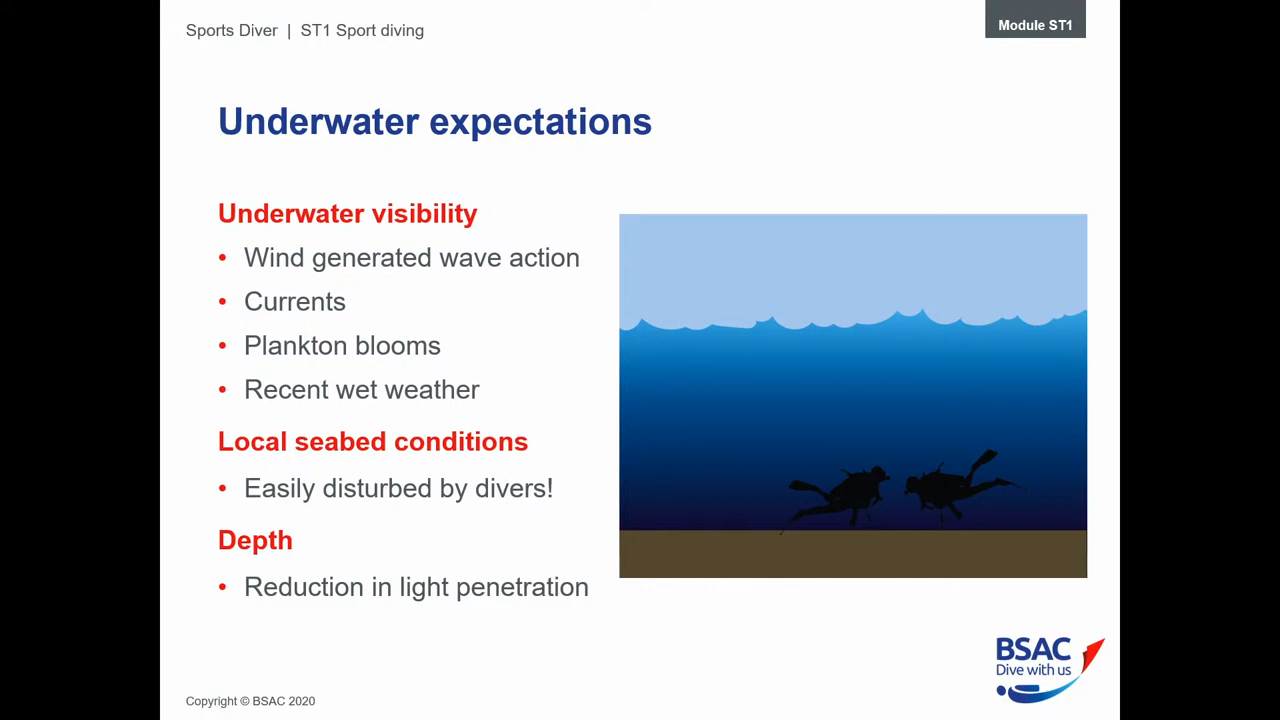 Sports Diver | ST1 Sport diving
Module ST1
Underwater expectations
Underwater visibility
• Wind generated wave action
• Currents
• Plankton blooms
• Recent wet weather
Local seabed conditions
• Easily disturbed by divers!
Depth
• Reduction in light penetration
BSAC
Dive with us
Copyright © BSAC 2020